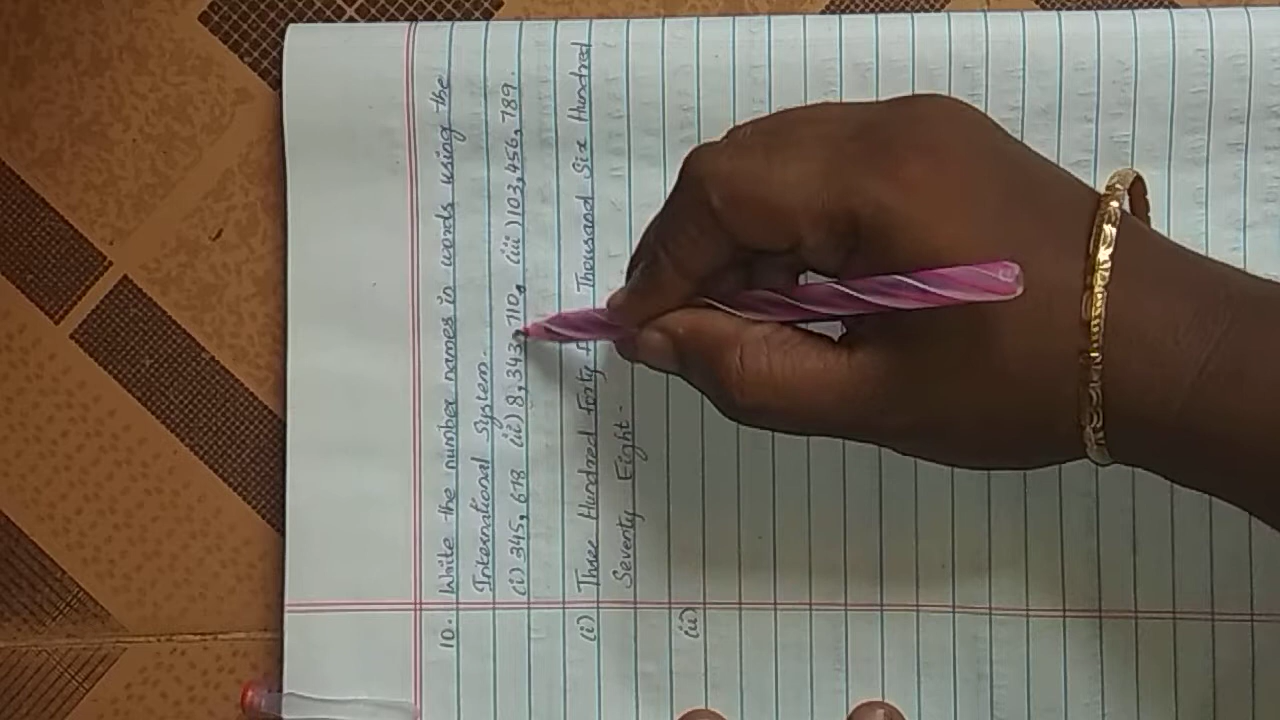 10. Write the number names in words using the
International System.
(i) 345, 678 (ii) 8,343,710, (iii) 103,456,789.
(i) Three Hundred forty Thousand Six Hundred
Seventy Eight.
(ii)